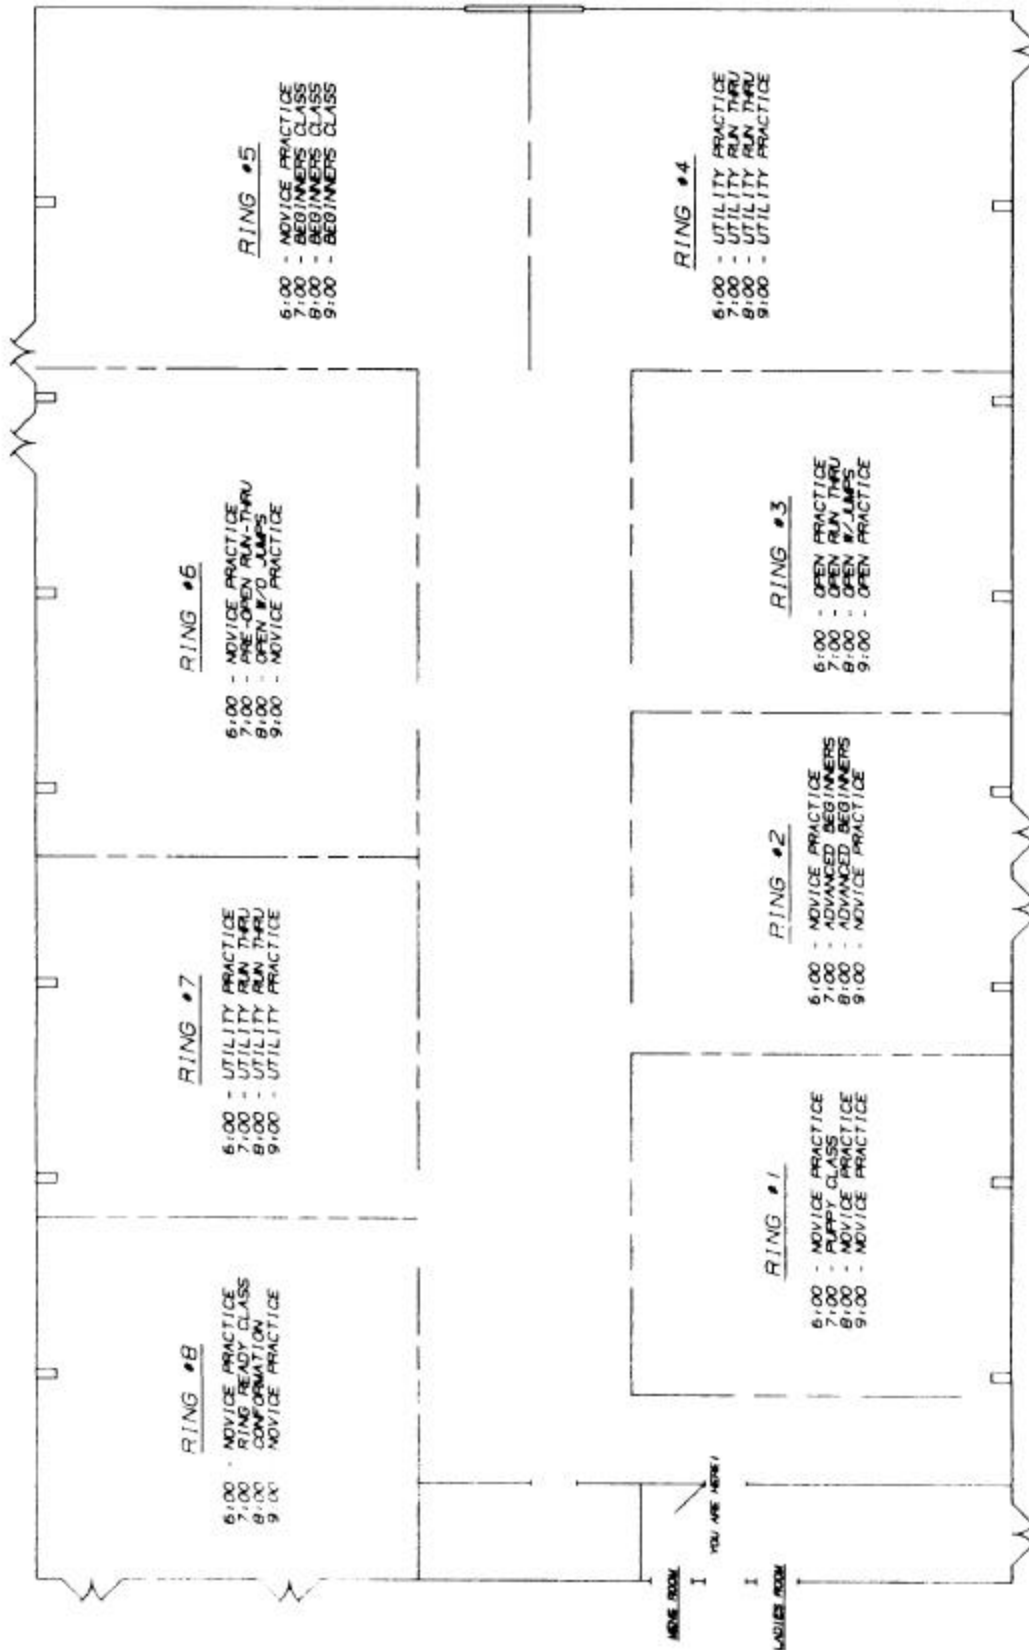 RING #8
6:00 - NOVICE PRACTICE
7:00 - RING READY CLASS
8:00 - CONFORMATION
9:00 NOVICE PRACTICE
RING #7
6:00 - UTILITY PRACTICE
7:00 - UTILITY RUN THRU
8:00 - UTILITY RUN THRU
9:00 - UTILITY PRACTICE
RING #6
6:00 - NOVICE PRACTICE
7:00 - PRE-OPEN RUN-THRU
8:00 - OPEN W/O JUMPS
9:00 - NOVICE PRACTICE
RING #5
6:00 - NOVICE PRACTICE
7:00 - BEGINNERS CLASS
8:00 - BEGINNERS CLASS
9:00 - BEGINNERS CLASS
RING #1
6:00 - NOVICE PRACTICE
7:00 - PUPPY CLASS
8:00 - NOVICE PRACTICE
9:00 - NOVICE PRACTICE
RING #2
6:00 - NOVICE PRACTICE
7:00 - ADVANCED BEGINNERS
8:00 - ADVANCED BEGINNERS
9:00 - NOVICE PRACTICE
RING #3
6:00 - OPEN PRACTICE
7:00 - OPEN RUN THRU
8:00 - OPEN W/JUMPS
9:00 - OPEN PRACTICE
RING #4
6:00 - UTILITY PRACTICE
7:00 - UTILITY RUN THRU
8:00 - UTILITY RUN THRU
9:00 - UTILITY PRACTICE
MENS ROOM
YOU ARE HERE!
LADIES ROOM